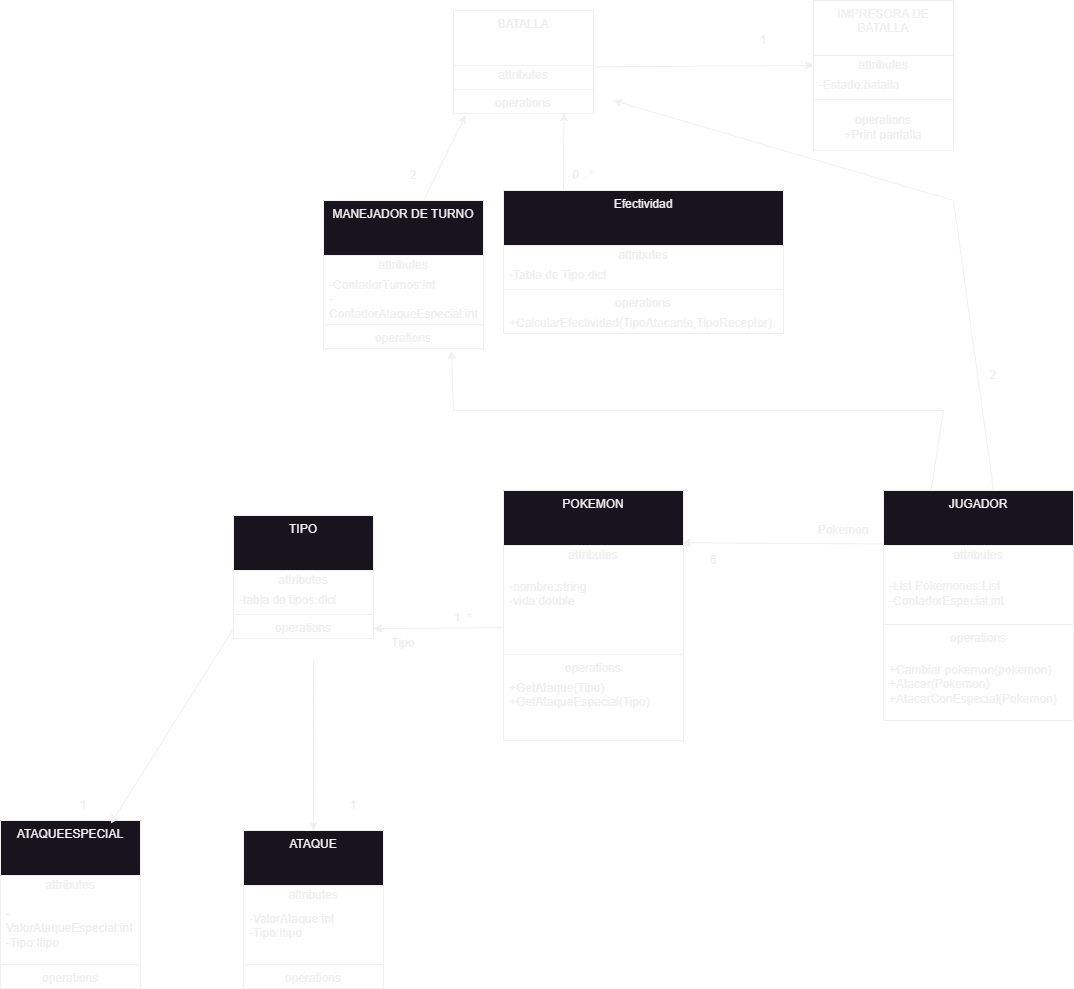 BATALLA
attributes
operations
1
IMPRESORA DE
BATALLA
attributes
-Estado:batalla
operations
+Print pantalla
2
0...*
MANEJADOR DE TURNO
attributes
-ContadorTurnos:int
-
ContadorAtaqueEspecial:int
operations
Efectividad
attributes
-Tabla de Tipo:dict
operations
+CalcularEfectividad(TipoAtacante,TipoReceptor)
2
TIPO
attributes
-tabla de tipos:dict
operations
1..*
Tipo
POKEMON
attributes
-nombre:string
-vida:double
operations
+GetAtaque(Tipo)
+GetAtaqueEspecial(Tipo)
Pokemon
6
JUGADOR
attributes
-List Pokemones:List
-ContadorEspecial:int
operations
+Cambiar pokemon(pokemon)
+Atacar(Pokemon)
+AtacarConEspecial(Pokemon)
1
1
ATAQUEESPECIAL
attributes
-
ValorAtaqueEspecial:int
-Tipo:Itipo
operations
ATAQUE
attributes
-ValorAtaque:int
-Tipo:Itipo
operations